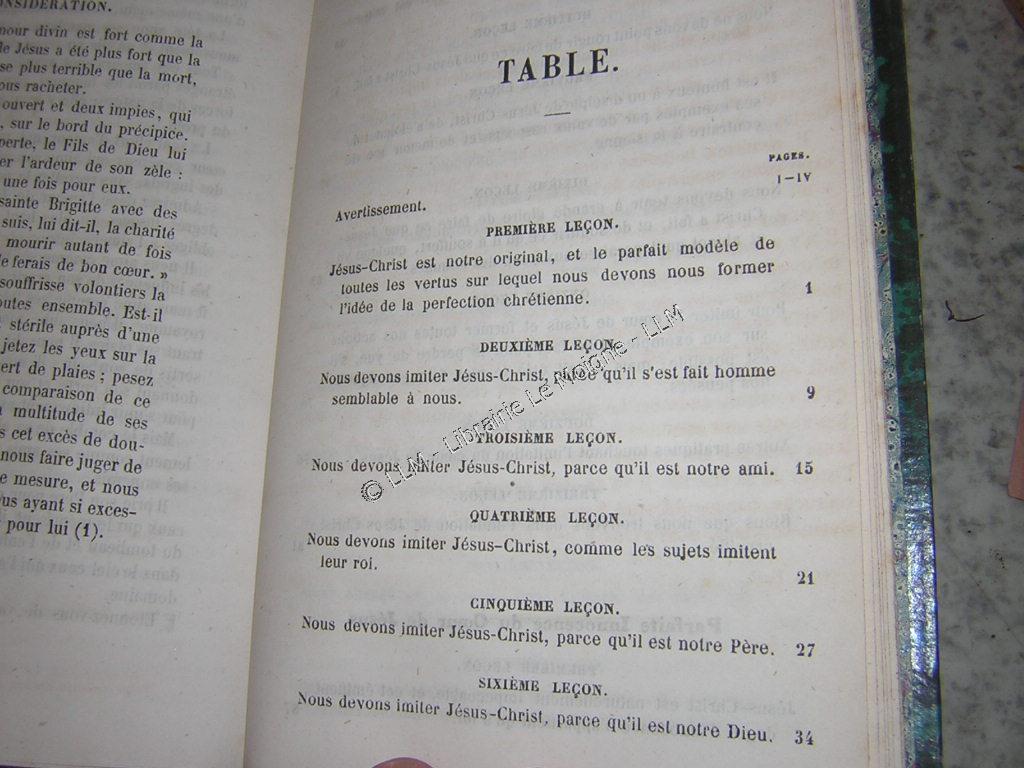 ONSIDÉRATION.
mour divin est fort comme la
de Jésus a été plus fort que la
se plus terrible que la mort,
ous racheter.
ouvert et deux impies, qui
, sur le bord du précipice.
perte, le Fils de Dieu lui
er l'ardeur de son zèle :
une fois pour eux.
sainte Brigitte avec des
suis, lui dit-il, la charité
mourir autant de fois
le ferais de bon cœur. »
souffrisse volontiers la
outes ensemble. Est-il
stérile auprès d'une
jetez les yeux sur la
vert de plaies ; pesez
comparaison de ce
a multitude de ses
s cet excès de dou-
nous faire juger de
e mesure, et nous
ous ayant si exces-
pour lui (1).
TABLE.
PAGES.
Avertissement. I—IV
PREMIÈRE LEÇON.
Jésus-Christ est notre original, et le parfait modèle de
toutes les vertus sur lequel nous devons nous former
l'idée de la perfection chrétienne. 1
DEUXIÈME LEÇON.
Nous devons imiter Jésus-Christ, parce qu'il s'est fait homme
semblable à nous. 9
TROISIÈME LEÇON.
Nous devons imiter Jésus-Christ, parce qu'il est notre ami. 15
QUATRIÈME LEÇON.
Nous devons imiter Jésus-Christ, comme les sujets imitent
leur roi. 21
CINQUIÈME LEÇON.
Nous devons imiter Jésus-Christ, parce qu'il est notre Père. 27
SIXIÈME LEÇON.
Nous devons imiter Jésus-Christ, parce qu'il est notre Dieu. 34
© LLM - Librairie Le Moigne - LLM